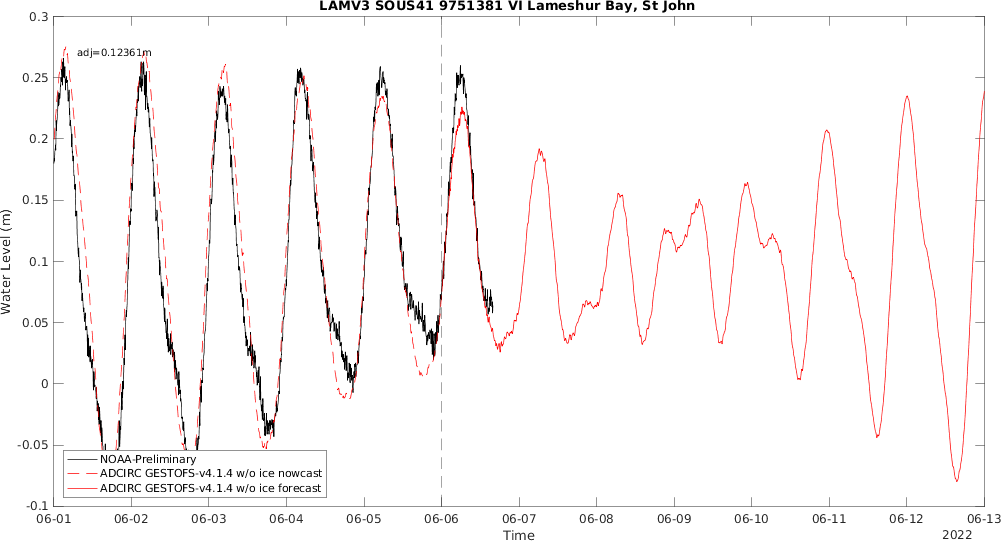 LAMV3 SOUS41 9751381 VI Lameshur Bay, St John
0.3
0.25
0.2
0.15
0.1
0.05
0
-0.05
-0.1
Water Level (m)
adj=0.12361m
NOAA-Preliminary
ADCIRC GESTOFS-v4.1.4 w/o ice nowcast
ADCIRC GESTOFS-v4.1.4 w/o ice forecast
06-01 06-02 06-03 06-04 06-05 06-06 06-07 06-08 06-09 06-10 06-11 06-12 06-13
Time
2022